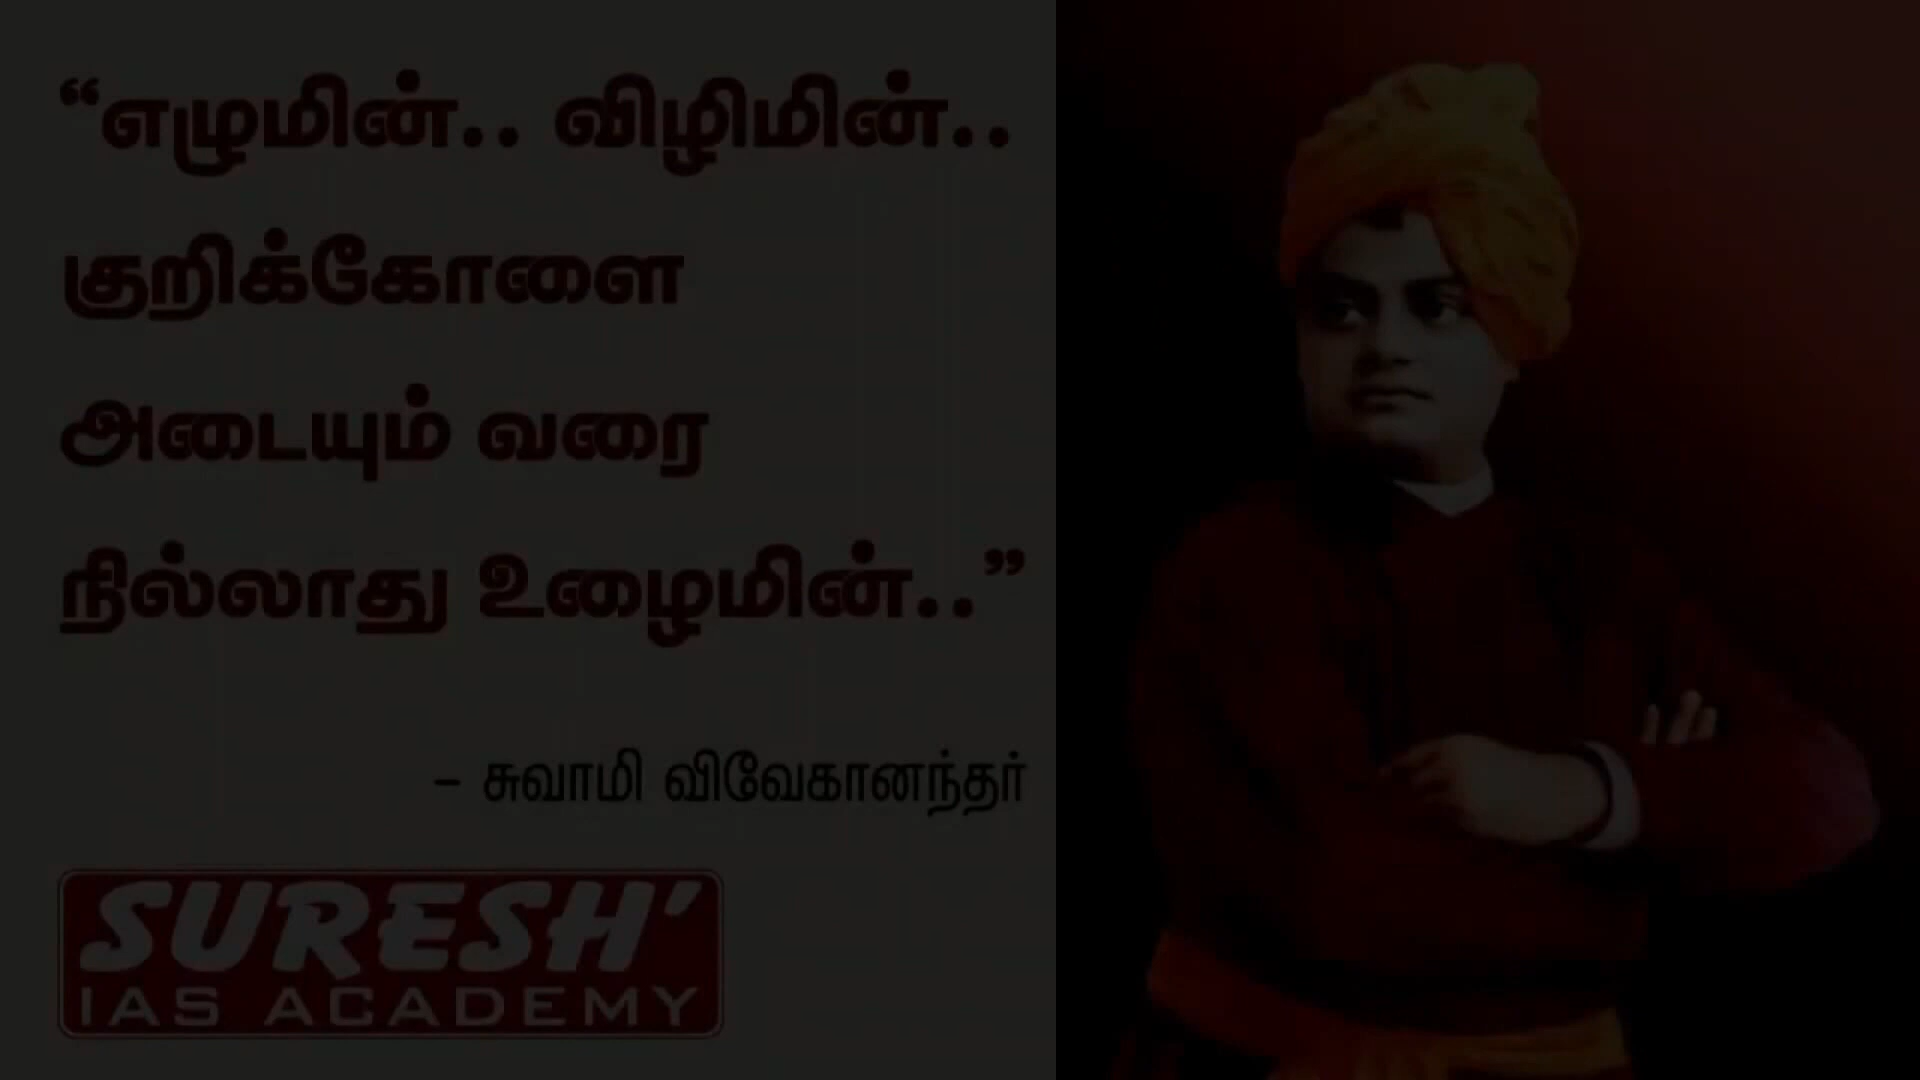 “எழுமின்.. விழிமின்..
குறிக்கோளை
அடையும் வரை
நில்லாது உழைமின்..”
– சுவாமி விவேகானந்தர்
SURESH'
IAS ACADEMY